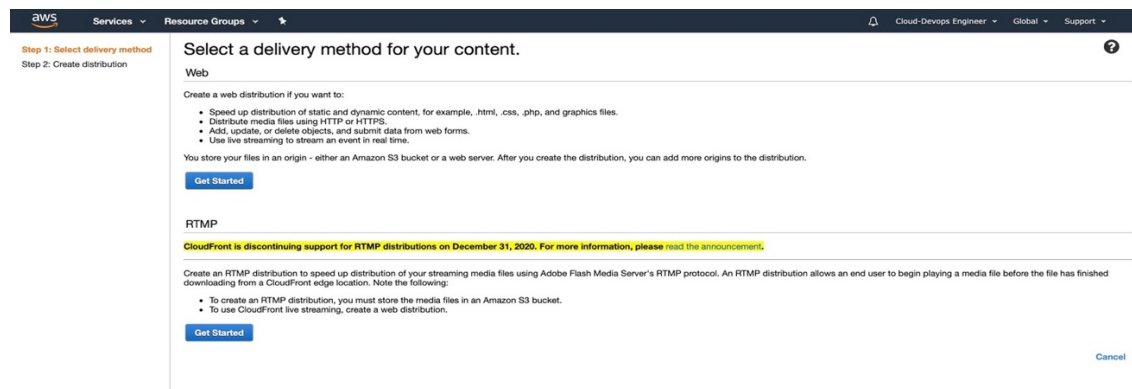 aws Services Resource Groups Cloud-Devops Engineer Global Support
Step 1: Select delivery method
Step 2: Create distribution
Select a delivery method for your content.
?
Web
Create a web distribution if you want to:
• Speed up distribution of static and dynamic content, for example, .html, .css, .php, and graphics files.
• Distribute media files using HTTP or HTTPS.
• Add, update, or delete objects, and submit data from web forms.
• Use live streaming to stream an event in real time.
You store your files in an origin - either an Amazon S3 bucket or a web server. After you create the distribution, you can add more origins to the distribution.
Get Started
RTMP
CloudFront is discontinuing support for RTMP distributions on December 31, 2020. For more information, please read the announcement.
Create an RTMP distribution to speed up distribution of your streaming media files using Adobe Flash Media Server's RTMP protocol. An RTMP distribution allows an end user to begin playing a media file before the file has finished
downloading from a CloudFront edge location. Note the following:
• To create an RTMP distribution, you must store the media files in an Amazon S3 bucket.
• To use CloudFront live streaming, create a web distribution.
Get Started
Cancel